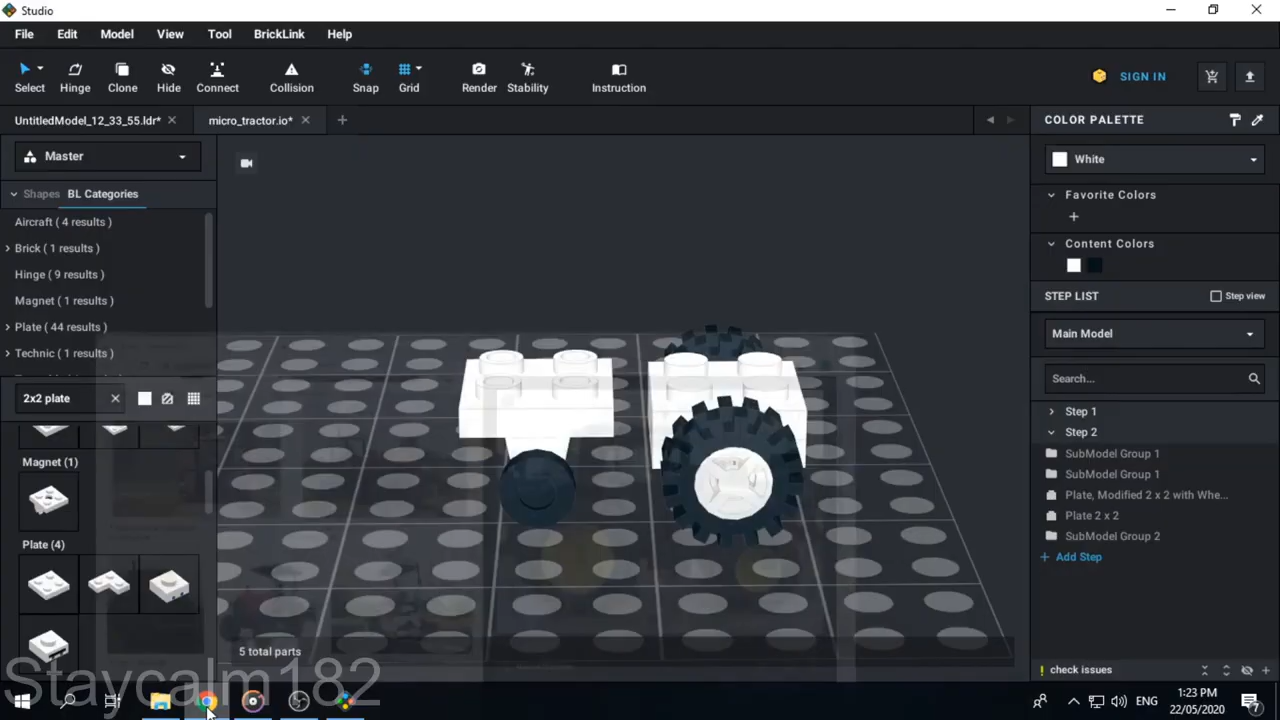 Studio
File Edit Model View Tool BrickLink Help
Select Hinge Clone Hide Connect Collision Snap Grid Render Stability Instruction SIGN IN
UntitledModel_12_33_55.ldr* micro_tractor.io*
COLOR PALETTE
Master
White
Shapes BL Categories
Favorite Colors
Aircraft ( 4 results )
Content Colors
Brick ( 1 results )
Hinge ( 9 results )
STEP LIST Step view
Magnet ( 1 results )
Main Model
Plate ( 44 results )
Technic ( 1 results )
Search...
2x2 plate
Step 1
Step 2
SubModel Group 1
Magnet (1)
SubModel Group 1
Plate, Modified 2 x 2 with Whe...
Plate 2 x 2
SubModel Group 2
Plate (4)
Add Step
5 total parts
check issues
Staycalm182
ENG
1:23 PM
22/05/2020
7